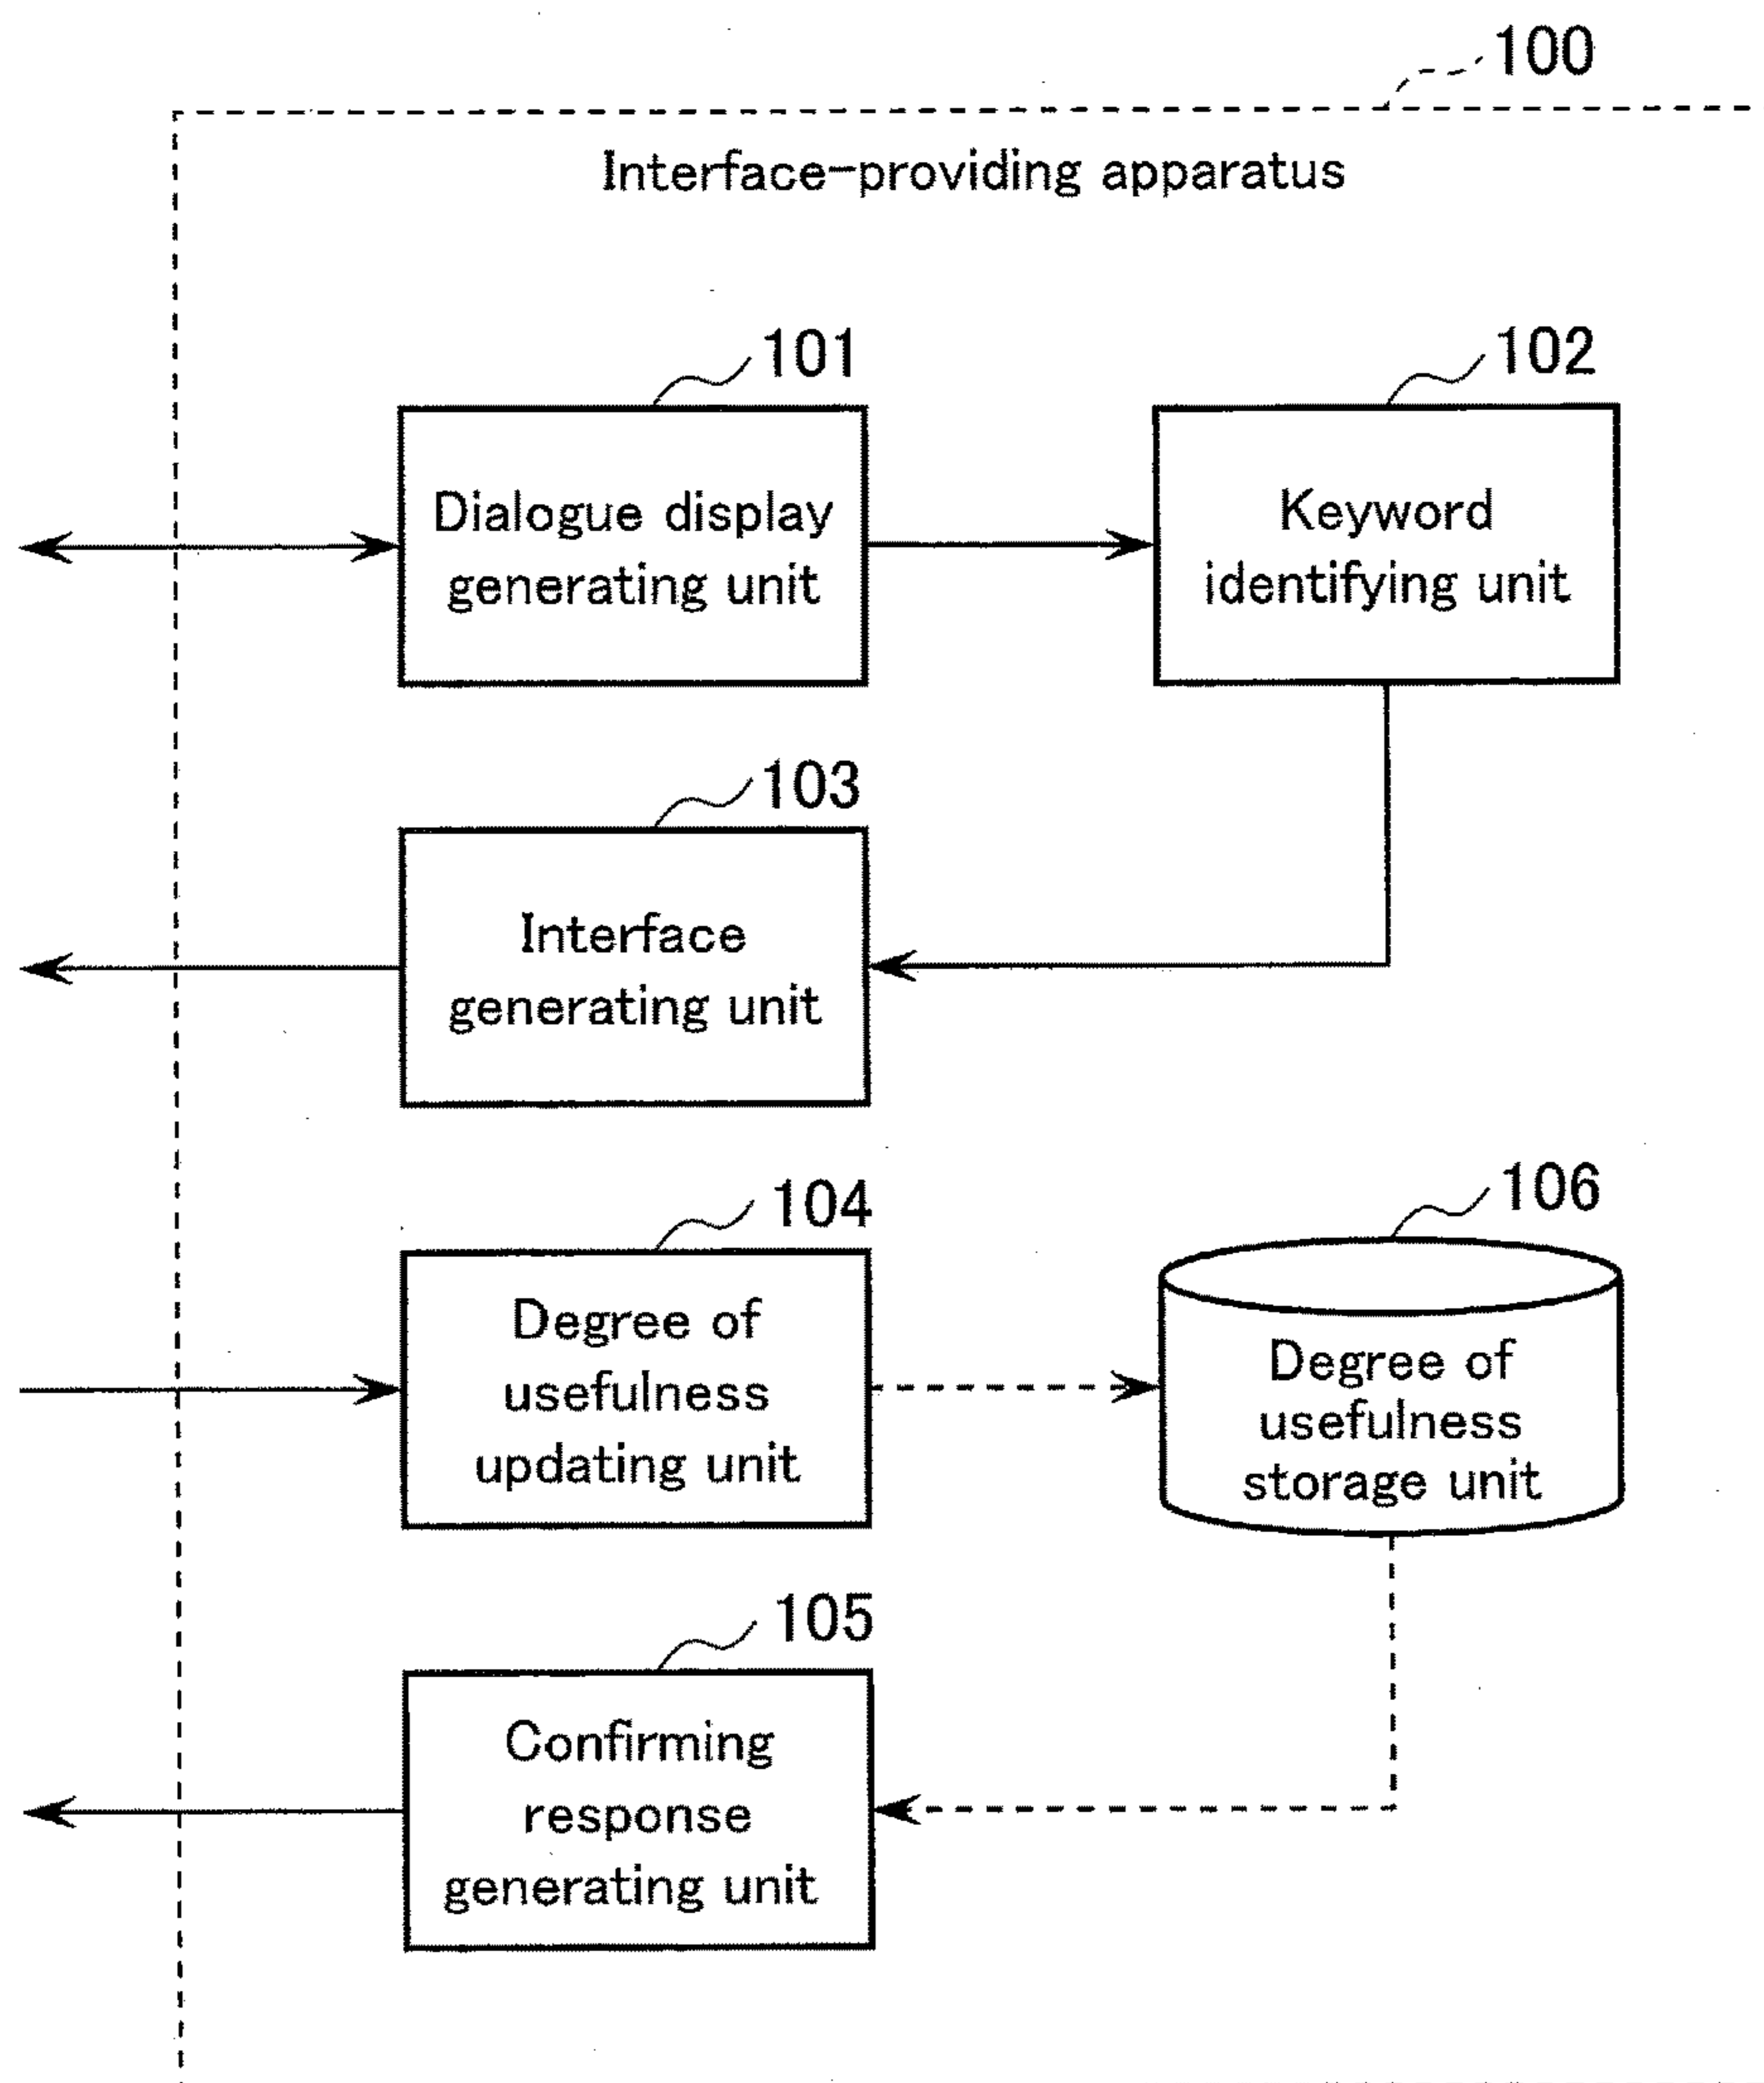 100
Interface-providing apparatus
101
102
Dialogue display
generating unit
Keyword
identifying unit
103
Interface
generating unit
104
106
Degree of
usefulness
updating unit
Degree of
usefulness
storage unit
105
Confirming
response
generating unit